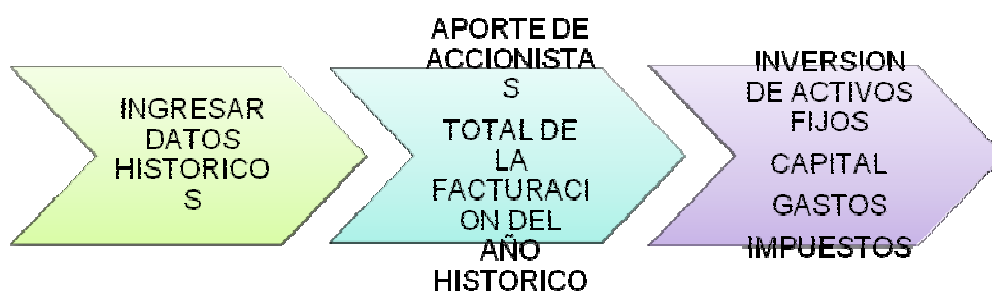 INGRESAR
DATOS
HISTORICO
S
APORTE DE
ACCIONISTA
S
TOTAL DE
LA
FACTURACI
ON DEL
AÑO
HISTORICO
INVERSION
DE ACTIVOS
FIJOS
CAPITAL
GASTOS
IMPUESTOS